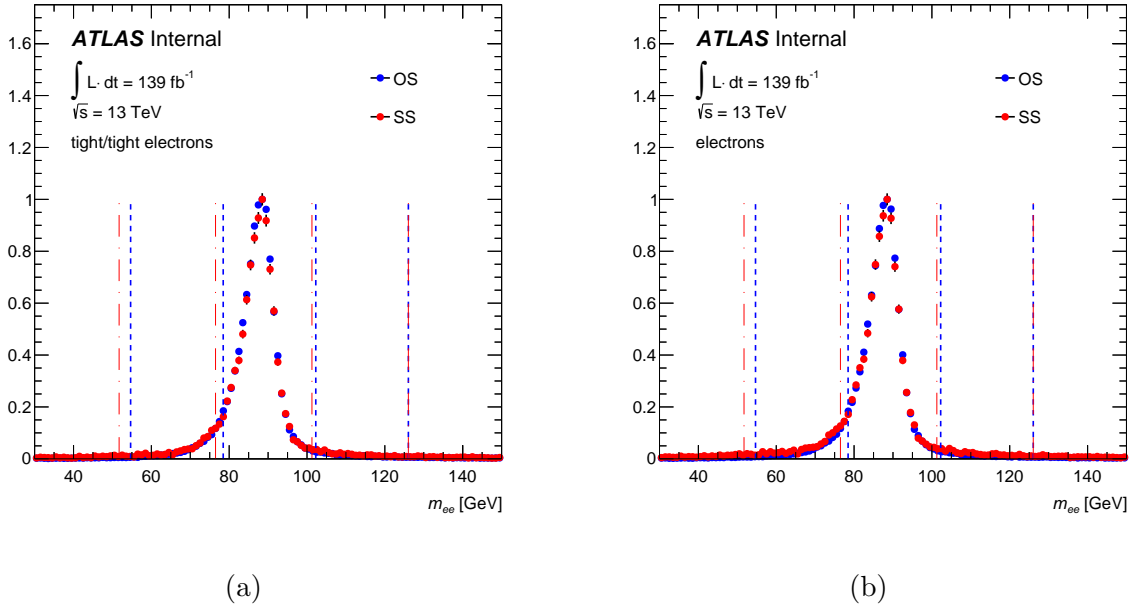 ATLAS Internal
∫ L· dt = 139 fb⁻¹
√s = 13 TeV
tight/tight electrons
OS
SS
0
0.2
0.4
0.6
0.8
1
1.2
1.4
1.6
40 60 80 100 120 140
m_ee [GeV]
(a)
ATLAS Internal
∫ L· dt = 139 fb⁻¹
√s = 13 TeV
electrons
OS
SS
0
0.2
0.4
0.6
0.8
1
1.2
1.4
1.6
40 60 80 100 120 140
m_ee [GeV]
(b)